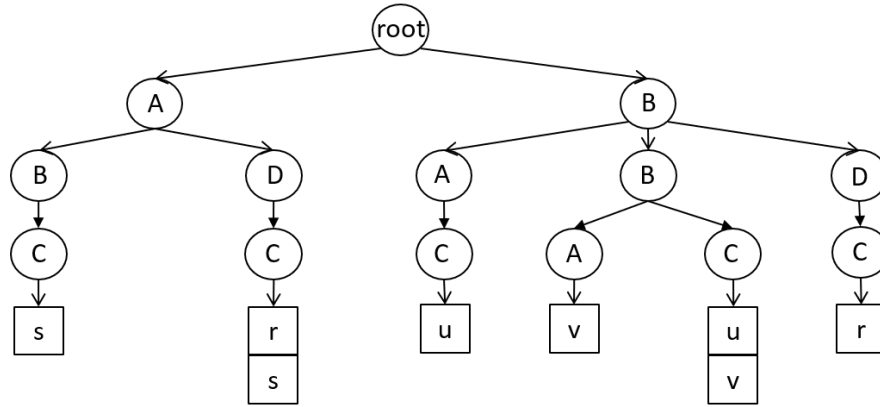 root
A B
B D A B D
C C C A C C
s r u v u r
s v